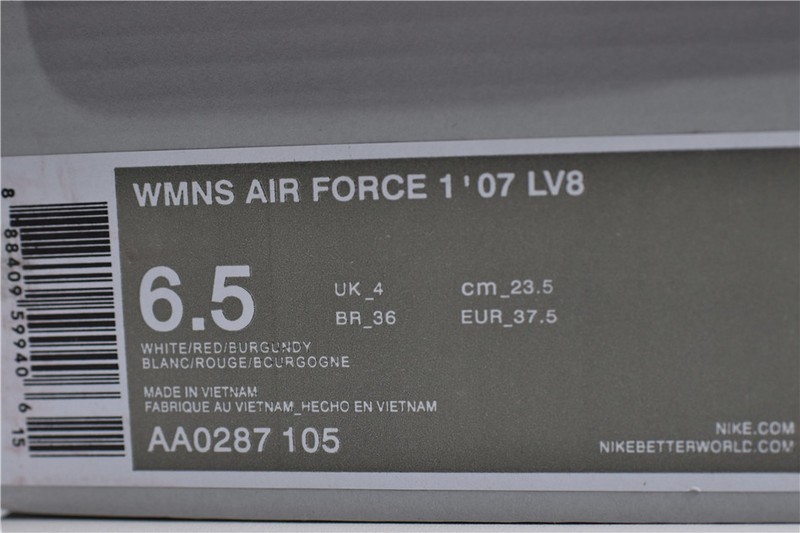 WMNS AIR FORCE 1 '07 LV8
6.5
UK_4
cm_23.5
BR_36
EUR_37.5
WHITE/RED/BURGUNDY
BLANC/ROUGE/BOURGOGNE
MADE IN VIETNAM
FABRIQUE AU VIETNAM_HECHO EN VIETNAM
AA0287 105
NIKE.COM
NIKEBETTERWORLD.COM
8 88409 59940 6 15